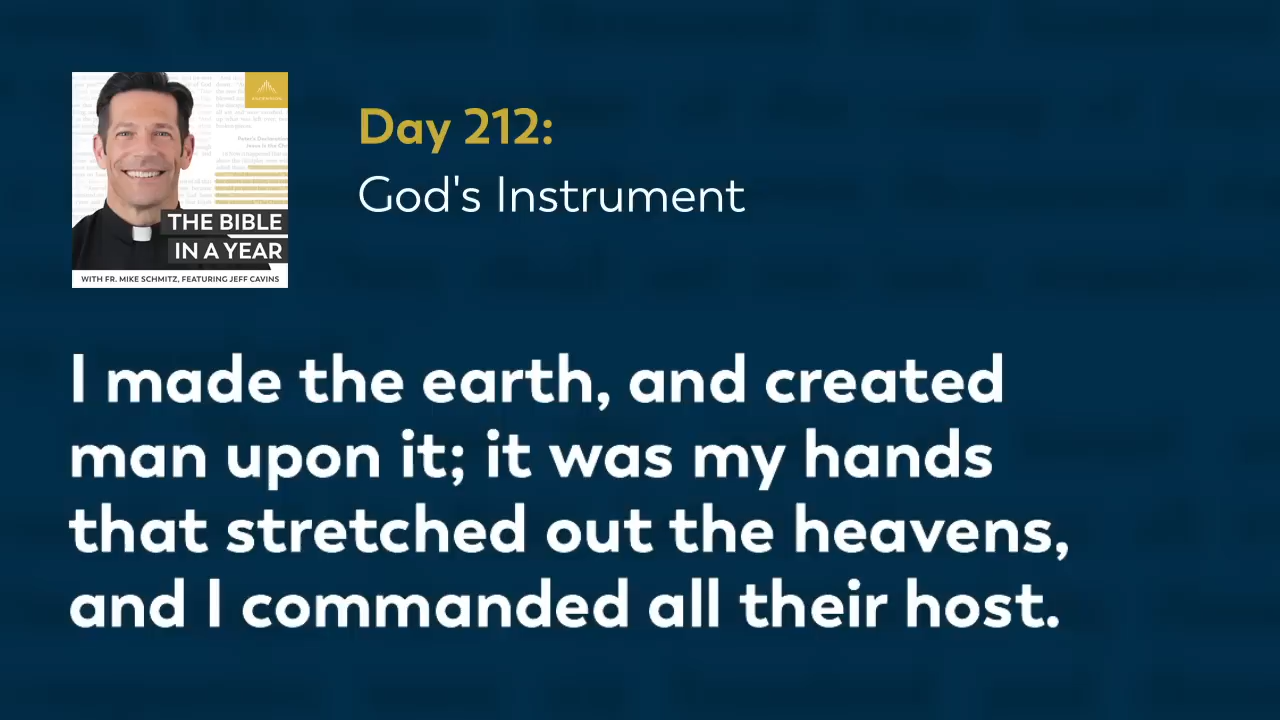 Day 212:
God's Instrument
THE BIBLE
IN A YEAR
WITH FR. MIKE SCHMITZ, FEATURING JEFF CAVINS
I made the earth, and created
man upon it; it was my hands
that stretched out the heavens,
and I commanded all their host.